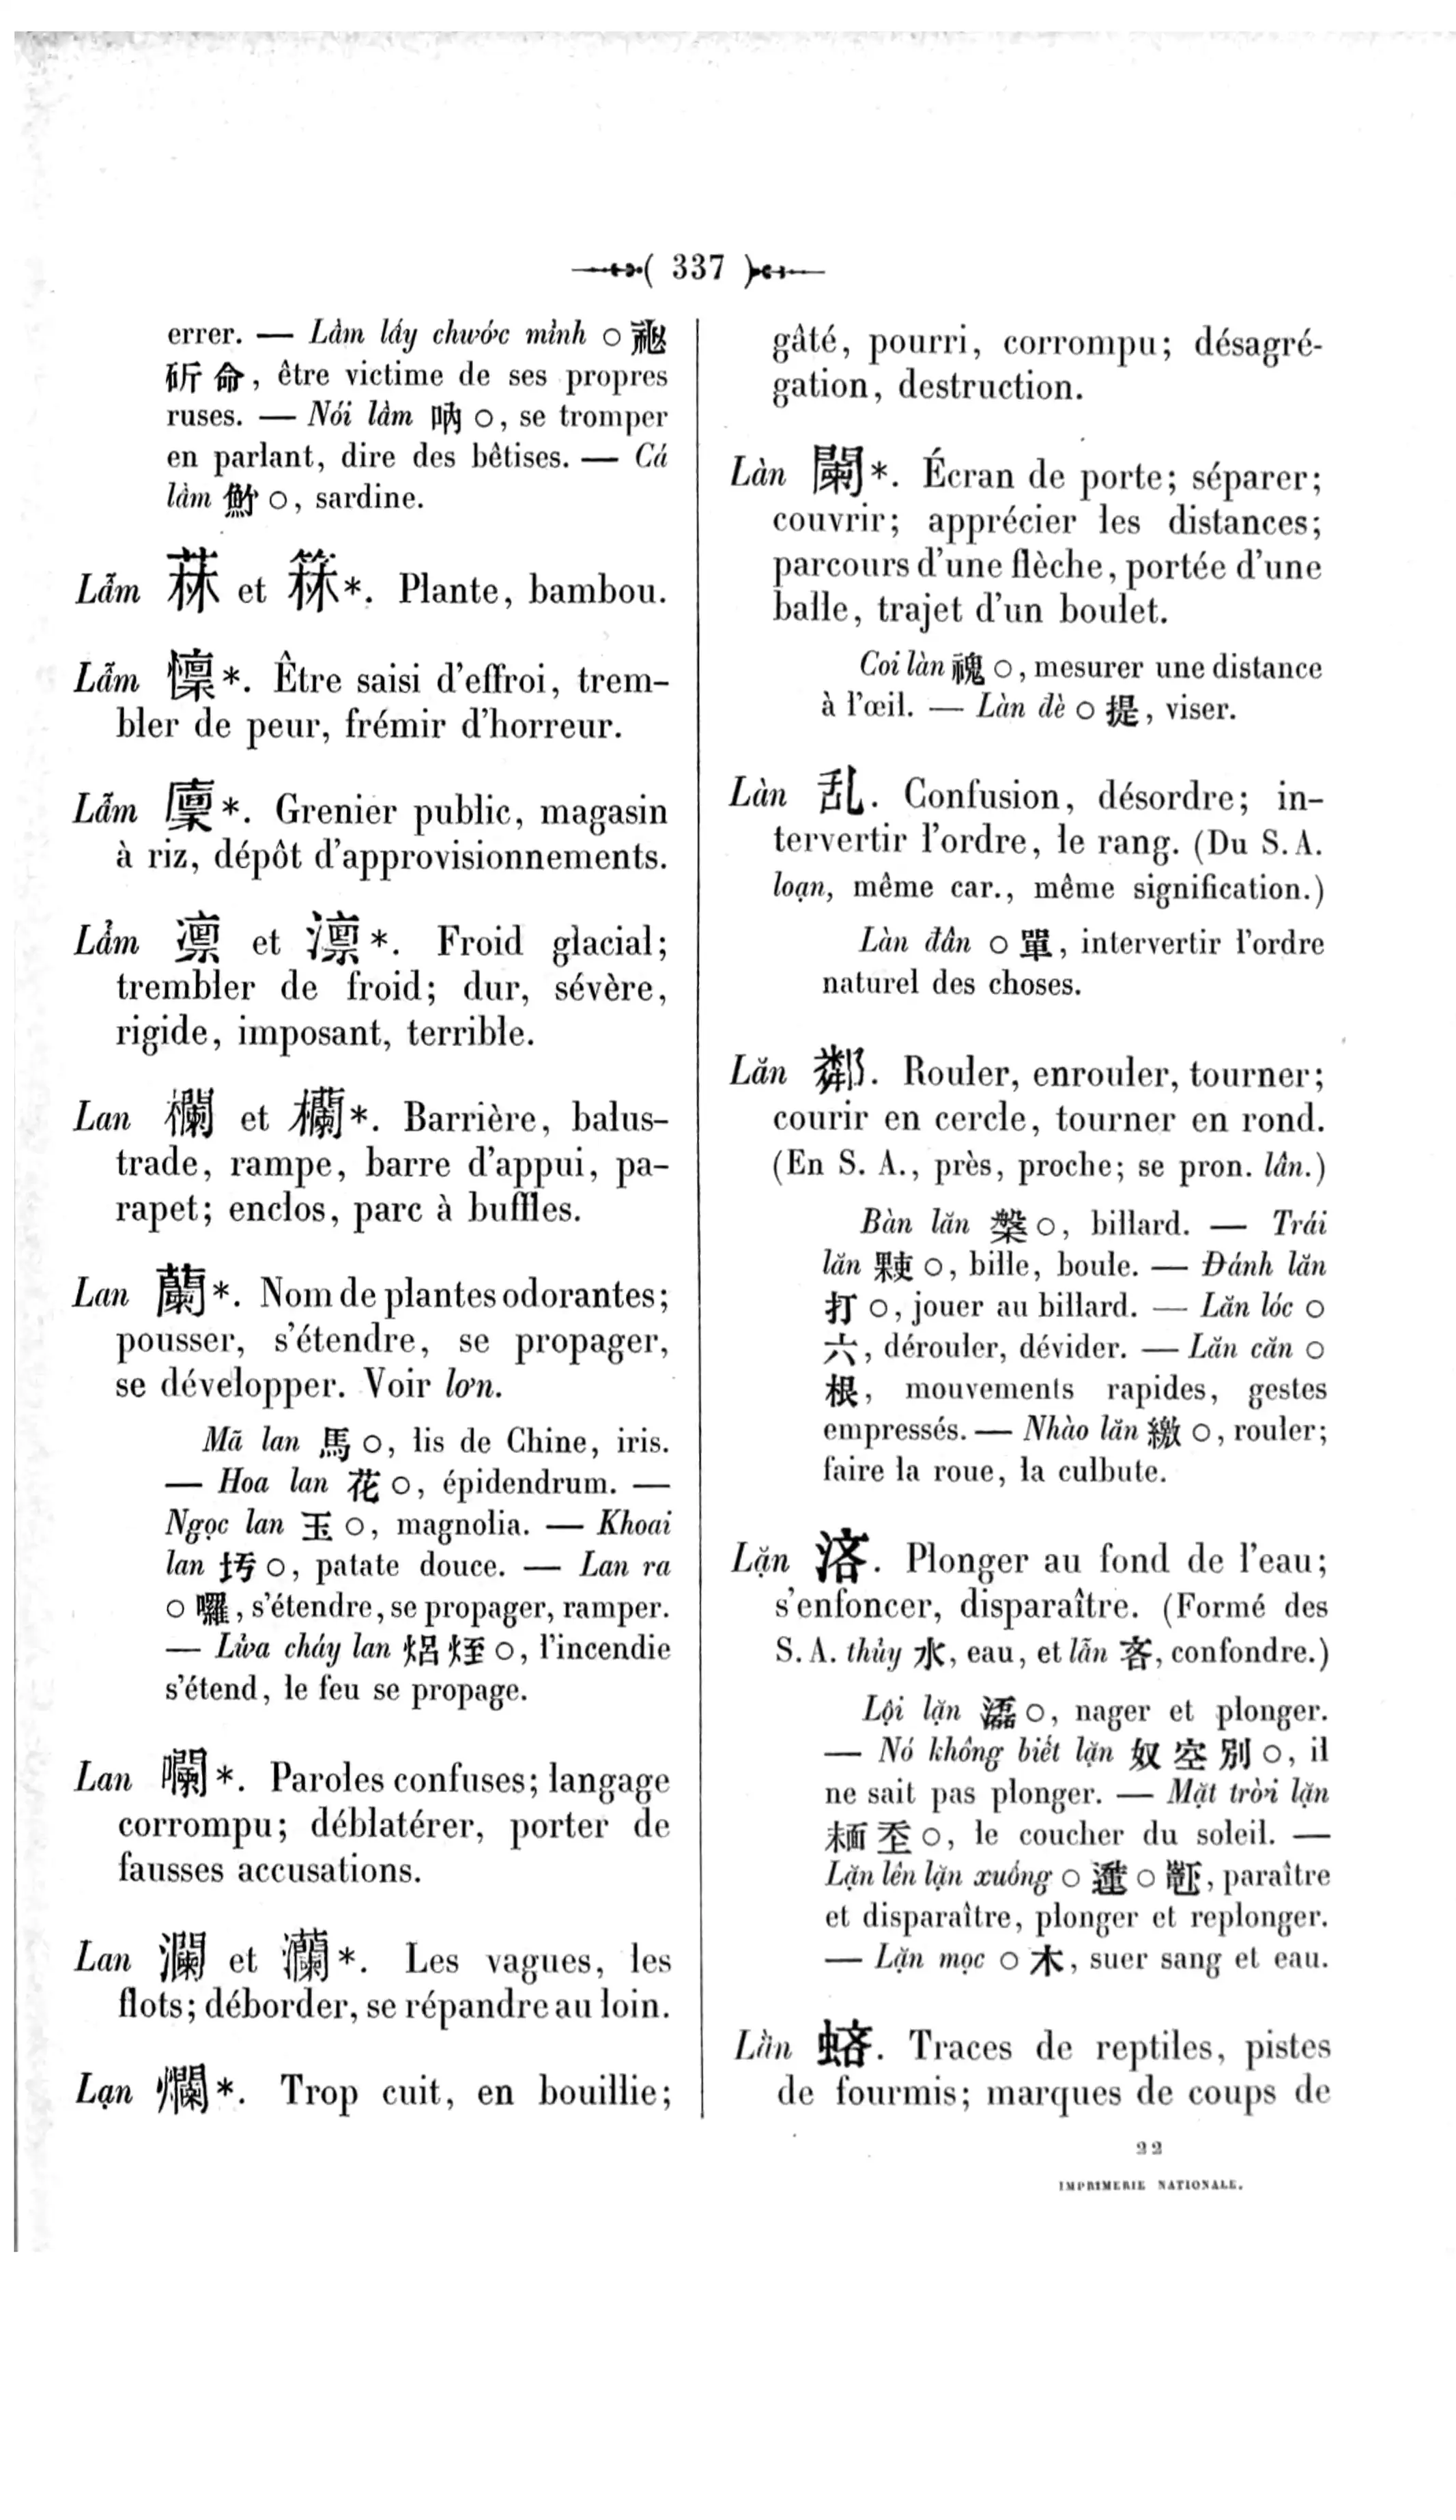 ( 337 )
errer. — Lầm lấy chước mình ○
命, être victime de ses propres
ruses. — Nói lầm 吶 ○, se tromper
en parlant, dire des bêtises. — Cá
lầm ○, sardine.
Lẫm 菻 et 箖*. Plante, bambou.
Lẫm 懍*. Être saisi d'effroi, trem-
bler de peur, frémir d'horreur.
Lẫm 廩*. Grenier public, magasin
à riz, dépôt d'approvisionnements.
Lẩm 凛 et 凜*. Froid glacial;
trembler de froid; dur, sévère,
rigide, imposant, terrible.
Lan 欄 et 欗*. Barrière, balus-
trade, rampe, barre d'appui, pa-
rapet; enclos, parc à buffles.
Lan 蘭*. Nom de plantes odorantes;
pousser, s'étendre, se propager,
se développer. Voir lơn.
Mã lan 馬 ○, lis de Chine, iris.
— Hoa lan 花 ○, épidendrum. —
Ngọc lan 玉 ○, magnolia. — Khoai
lan ○, patate douce. — Lan ra
○ 囉, s'étendre, se propager, ramper.
— Lửa cháy lan ○, l'incendie
s'étend, le feu se propage.
Lan 囒*. Paroles confuses; langage
corrompu; déblatérer, porter de
fausses accusations.
Lan 瀾 et 灡*. Les vagues, les
flots; déborder, se répandre au loin.
Lạn 爛*. Trop cuit, en bouillie;
gâté, pourri, corrompu; désagré-
gation, destruction.
Làn 闌*. Écran de porte; séparer;
couvrir; apprécier les distances;
parcours d'une flèche, portée d'une
balle, trajet d'un boulet.
Coi làn ○, mesurer une distance
à l'œil. — Làn đè ○ 提, viser.
Làn 乱. Confusion, désordre; in-
tervertir l'ordre, le rang. (Du S. A.
loạn, même car., même signification.)
Làn đân ○ 單, intervertir l'ordre
naturel des choses.
Lăn 鄰. Rouler, enrouler, tourner;
courir en cercle, tourner en rond.
(En S. A., près, proche; se pron. lân.)
Bàn lăn 槃 ○, billard. — Trái
lăn ○, bille, boule. — Đánh lăn
打 ○, jouer au billard. — Lăn lóc ○
六, dérouler, dévider. — Lăn căn ○
根, mouvements rapides, gestes
empressés. — Nhào lăn 繳 ○, rouler;
faire la roue, la culbute.
Lặn. Plonger au fond de l'eau;
s'enfoncer, disparaître. (Formé des
S. A. thủy 水, eau, et lẫn 吝, confondre.)
Lội lặn ○, nager et plonger.
— Nó không biết lặn 奴 空 別 ○, il
ne sait pas plonger. — Mặt trời lặn
○, le coucher du soleil. —
Lặn lên lặn xuống ○ ○, paraître
et disparaître, plonger et replonger.
— Lặn mọc ○ 木, suer sang et eau.
Lằn. Traces de reptiles, pistes
de fourmis; marques de coups de
22
IMPRIMERIE NATIONALE.